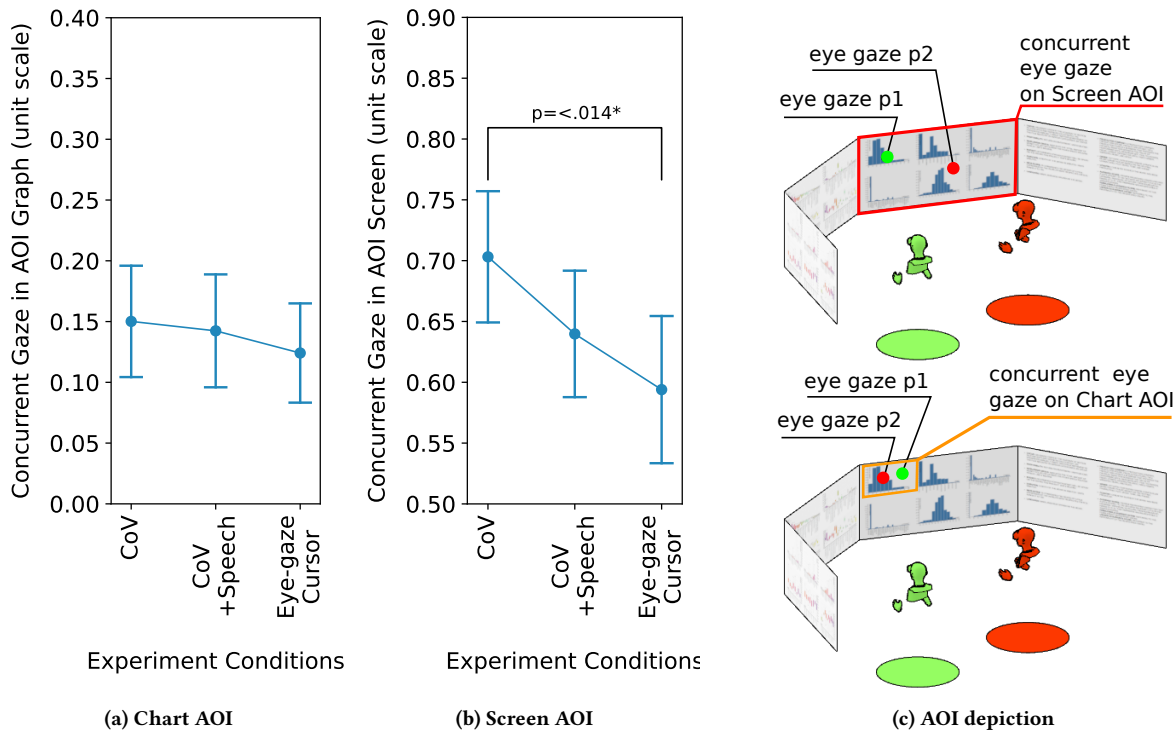 Concurrent Gaze in AOI Graph (unit scale)
0.40
0.35
0.30
0.25
0.20
0.15
0.10
0.05
0.00
CoV
CoV
+Speech
Eye-gaze
Cursor
Experiment Conditions
(a) Chart AOI
Concurrent Gaze in AOI Screen (unit scale)
0.90
0.85
0.80
0.75
0.70
0.65
0.60
0.55
0.50
p=<.014*
CoV
CoV
+Speech
Eye-gaze
Cursor
Experiment Conditions
(b) Screen AOI
eye gaze p2
eye gaze p1
concurrent
eye gaze
on Screen AOI
eye gaze p1
eye gaze p2
concurrent eye
gaze on Chart AOI
(c) AOI depiction